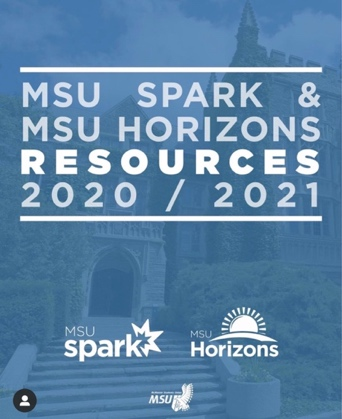 MSU SPARK &
MSU HORIZONS
RESOURCES
2020 / 2021
MSU
spark
MSU
Horizons
MSU